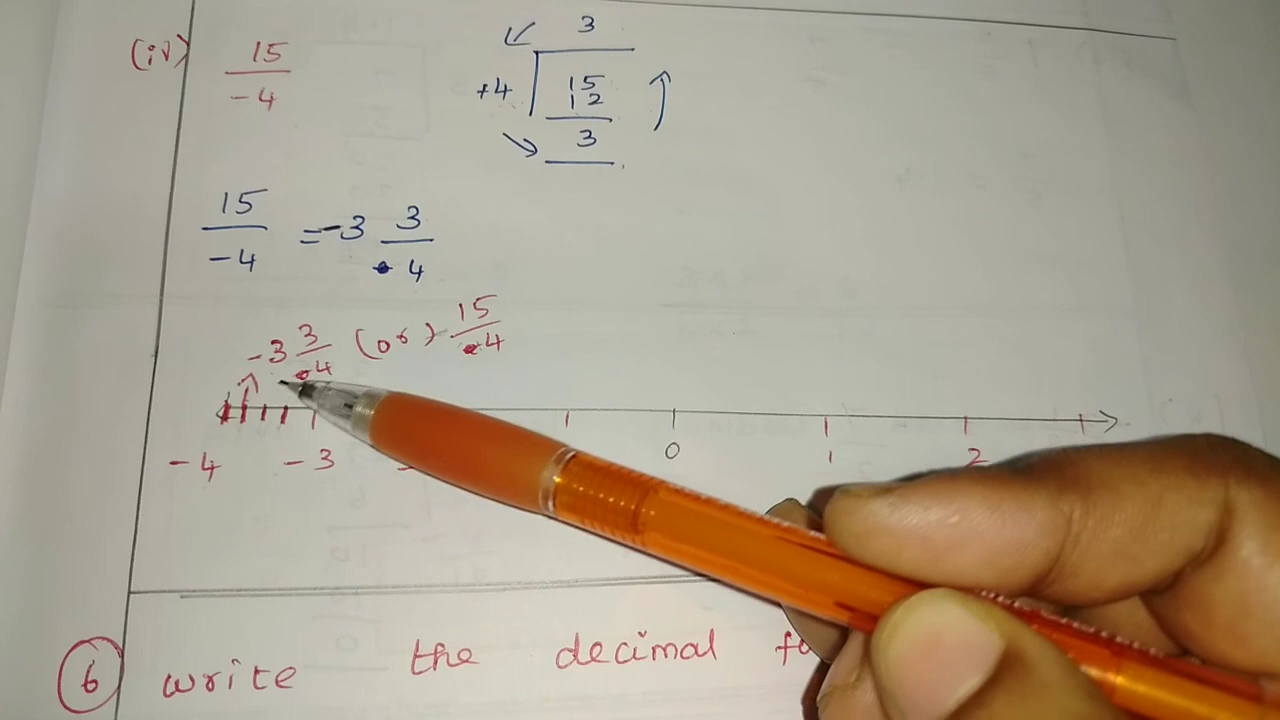 (iv) 15/-4
3
+4 15
12
3
15/-4 = -3 3/4
-3 3/4 (or) 15/-4
-4 -3 0 1 2
6 write the decimal